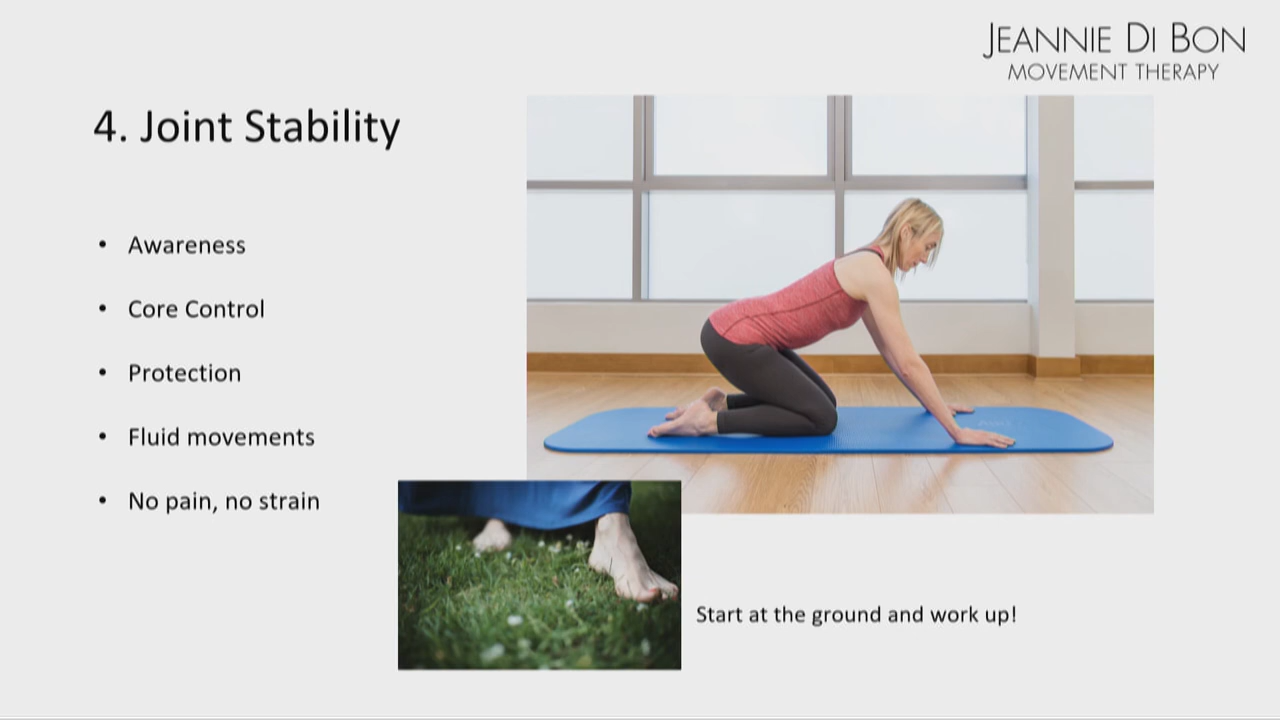 JEANNIE DI BON
MOVEMENT THERAPY
4. Joint Stability
• Awareness
• Core Control
• Protection
• Fluid movements
• No pain, no strain
Start at the ground and work up!